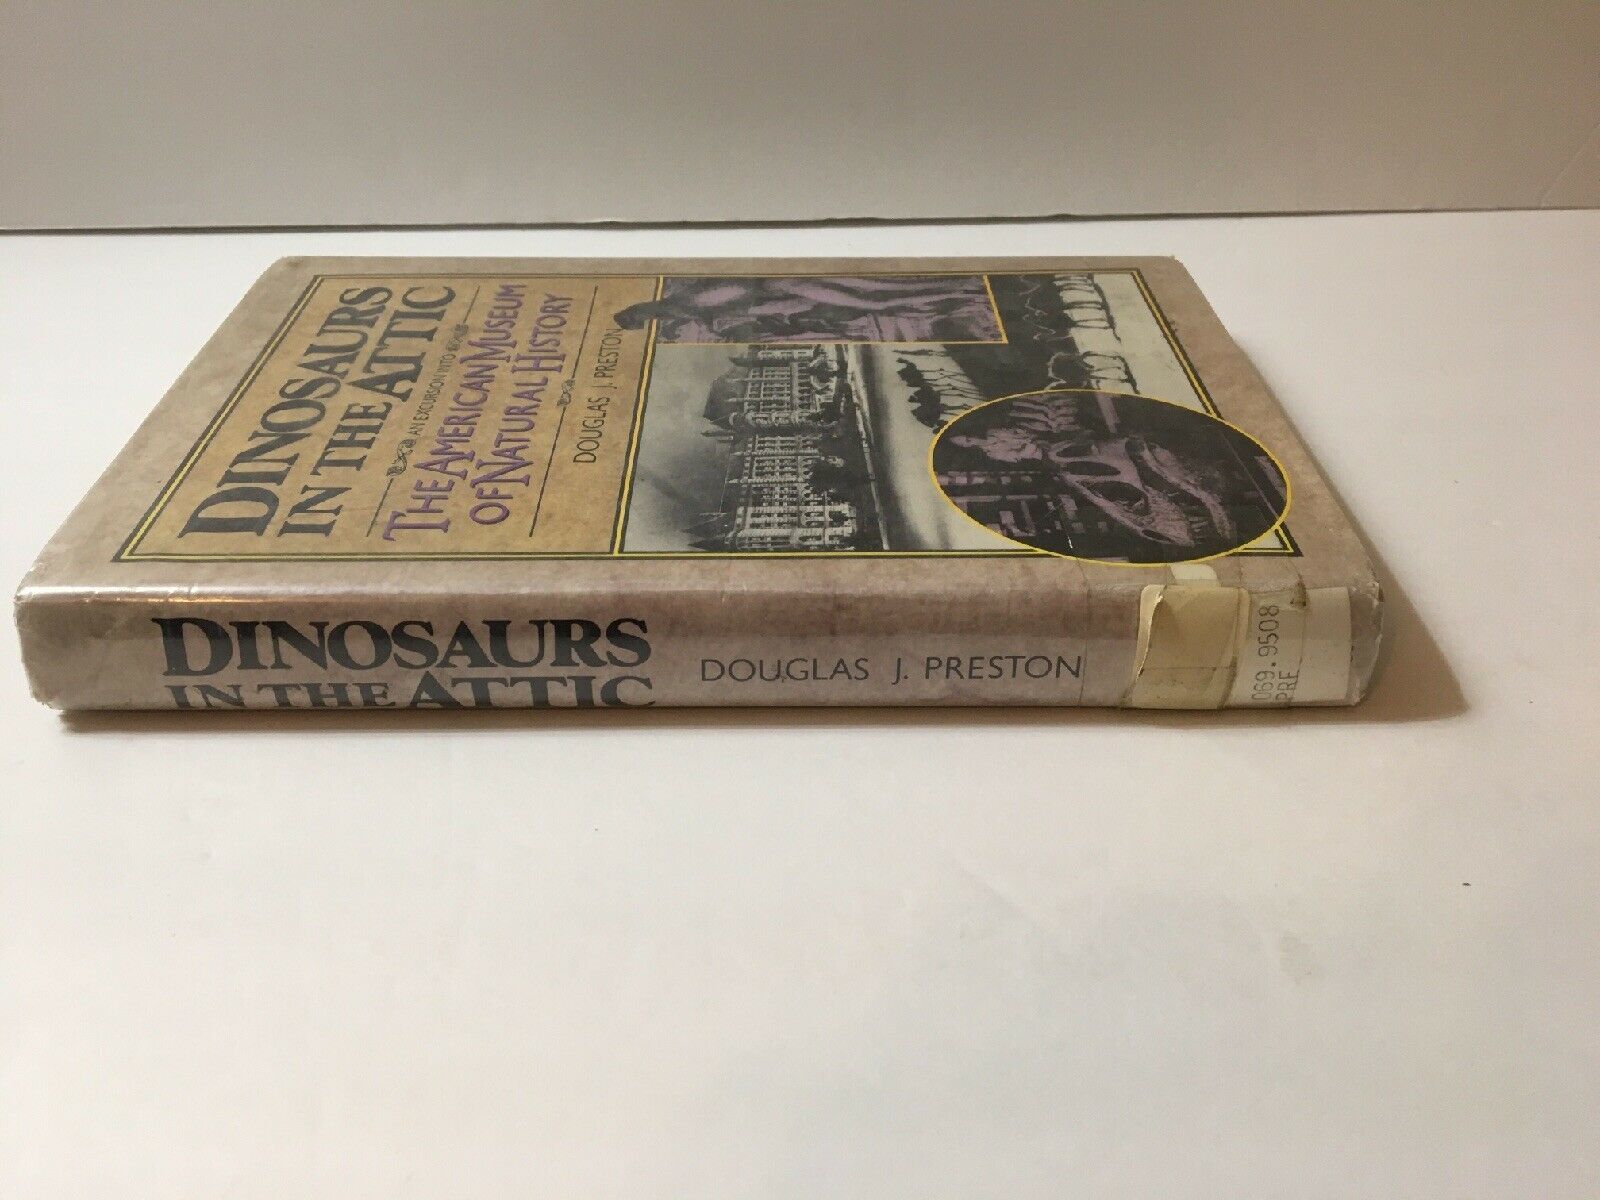 DINOSAURS
IN THE ATTIC
AN EXCURSION INTO
THE AMERICAN MUSEUM
OF NATURAL HISTORY
DOUGLAS J. PRESTON
DINOSAURS
IN THE ATTIC
DOUGLAS J. PRESTON
069.9508
PRE